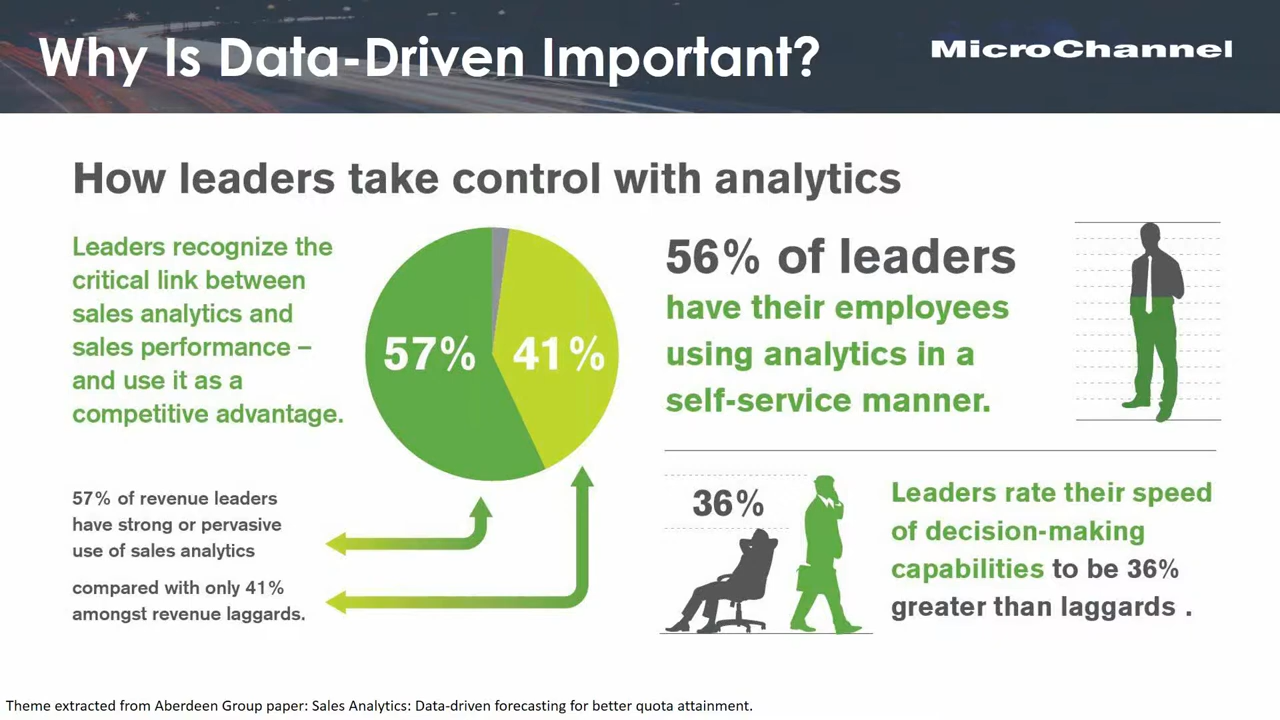 Why Is Data-Driven Important?
MicroChannel
How leaders take control with analytics
Leaders recognize the
critical link between
sales analytics and
sales performance –
and use it as a
competitive advantage.
57%
41%
57% of revenue leaders
have strong or pervasive
use of sales analytics
compared with only 41%
amongst revenue laggards.
56% of leaders
have their employees
using analytics in a
self-service manner.
36%
Leaders rate their speed
of decision-making
capabilities to be 36%
greater than laggards .
Theme extracted from Aberdeen Group paper: Sales Analytics: Data-driven forecasting for better quota attainment.